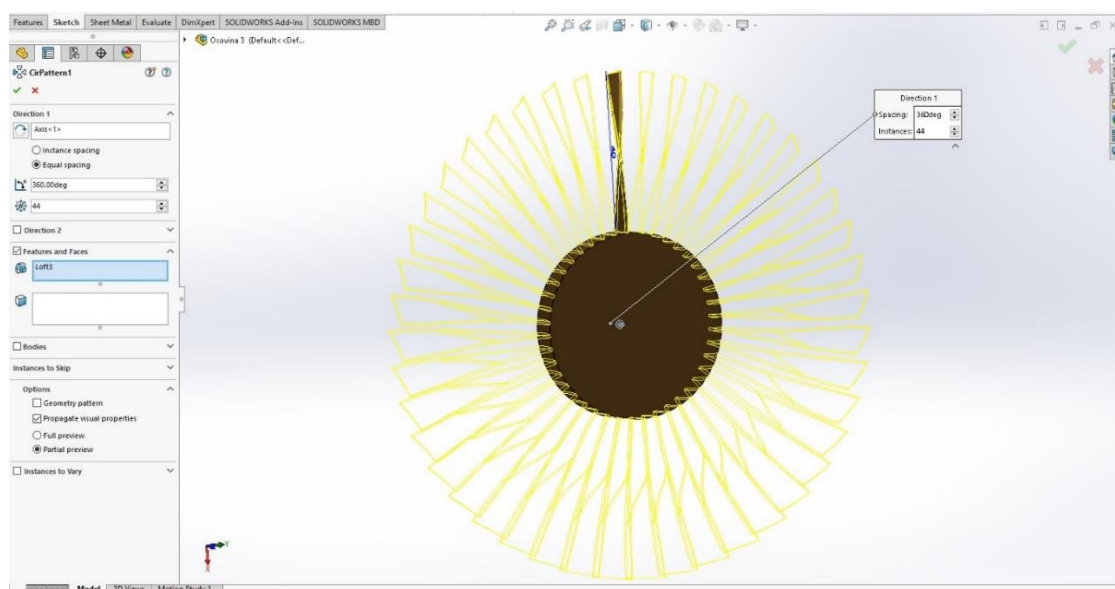 Features Sketch Sheet Metal Evaluate DimXpert SOLIDWORKS Add-Ins SOLIDWORKS MBD
Osovina 3 (Default<<Def...
CirPattern1
Direction 1
Axis<1>
Instance spacing
Equal spacing
360.00deg
44
Direction 2
Features and Faces
Loft3
Bodies
Instances to Skip
Options
Geometry pattern
Propagate visual properties
Full preview
Partial preview
Instances to Vary
40
Direction 1
Spacing: 360deg
Instances: 44
Y
X
Model 3D Views Motion Study 1